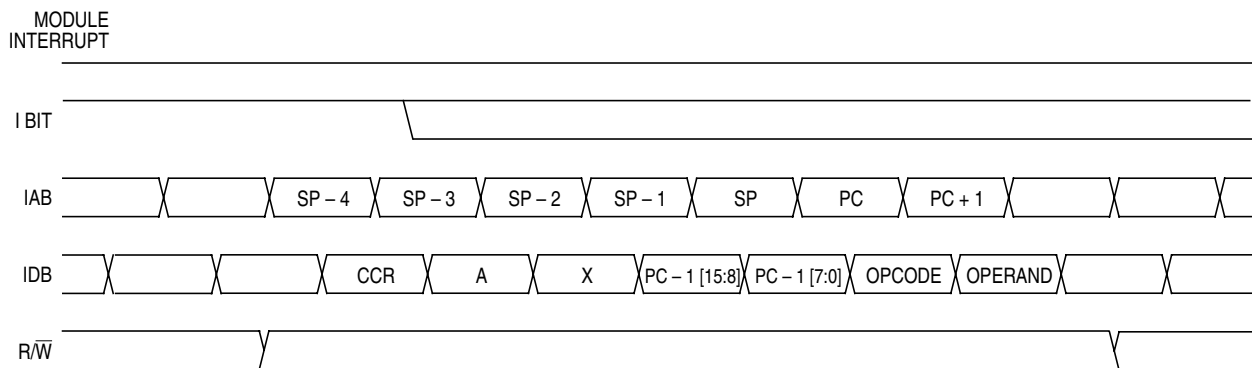 MODULE
INTERRUPT
I BIT
IAB SP – 4 SP – 3 SP – 2 SP – 1 SP PC PC + 1
IDB CCR A X PC – 1 [15:8] PC – 1 [7:0] OPCODE OPERAND
R/W̅